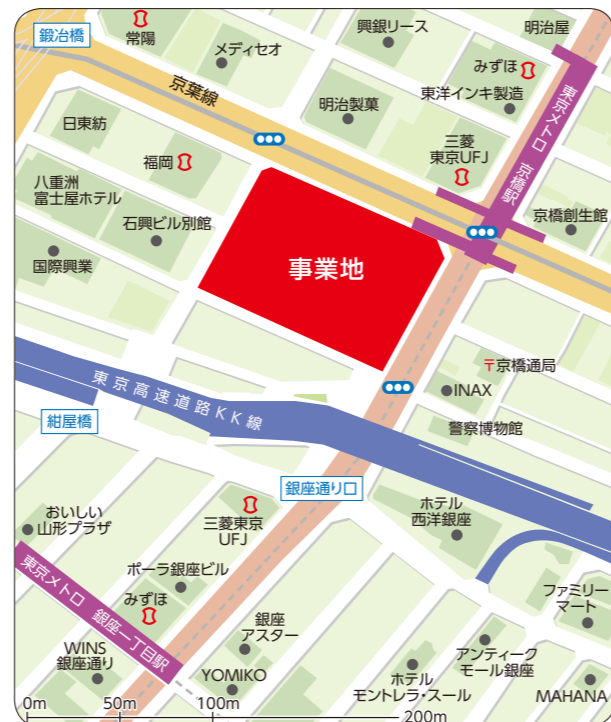 鍛冶橋
常陽
メディセオ
興銀リース
明治屋
みずほ
東洋インキ製造
明治製菓
京葉線
日東紡
福岡
三菱
東京UFJ
東京メトロ 京橋駅
八重洲
富士屋ホテル
石興ビル別館
京橋創生館
国際興業
事業地
〒京橋通局
INAX
東京高速道路KK線
紺屋橋
警察博物館
銀座通り口
ホテル
西洋銀座
三菱東京
UFJ
おいしい
山形プラザ
東京メトロ 銀座一丁目駅
ポーラ銀座ビル
みずほ
ファミリー
マート
銀座
アスター
アンティーク
モール銀座
WINS
銀座通り
YOMIKO
ホテル
モントレラ・スール
MAHANA
0m 50m 100m 200m